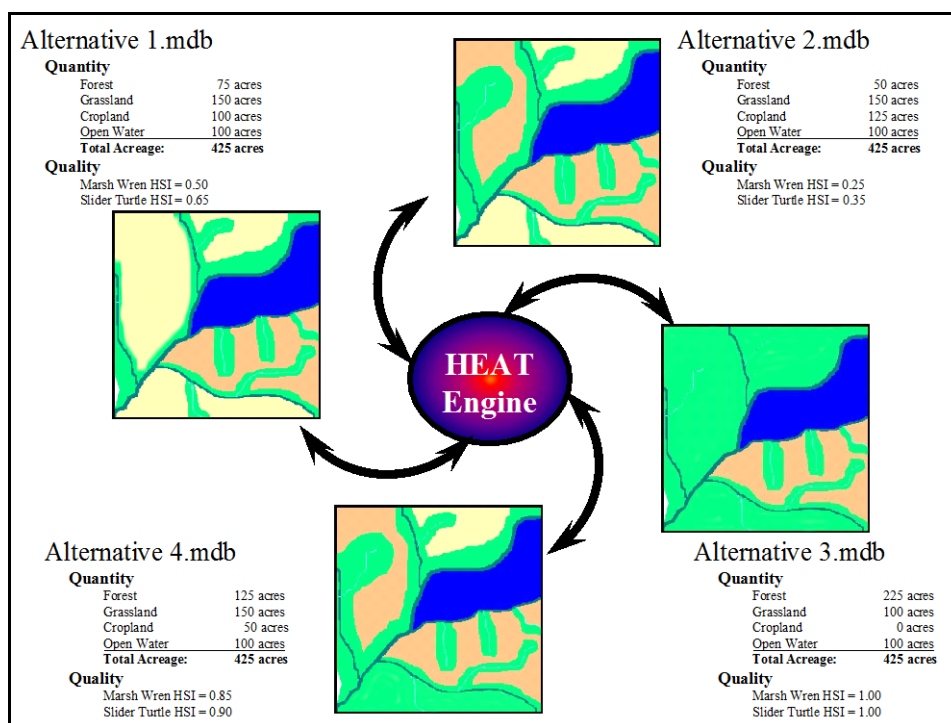 Alternative 1.mdb
Quantity
Forest 75 acres
Grassland 150 acres
Cropland 100 acres
Open Water 100 acres
Total Acreage: 425 acres
Quality
Marsh Wren HSI = 0.50
Slider Turtle HSI = 0.65
Alternative 2.mdb
Quantity
Forest 50 acres
Grassland 150 acres
Cropland 125 acres
Open Water 100 acres
Total Acreage: 425 acres
Quality
Marsh Wren HSI = 0.25
Slider Turtle HSI = 0.35
HEAT
Engine
Alternative 4.mdb
Quantity
Forest 125 acres
Grassland 150 acres
Cropland 50 acres
Open Water 100 acres
Total Acreage: 425 acres
Quality
Marsh Wren HSI = 0.85
Slider Turtle HSI = 0.90
Alternative 3.mdb
Quantity
Forest 225 acres
Grassland 100 acres
Cropland 0 acres
Open Water 100 acres
Total Acreage: 425 acres
Quality
Marsh Wren HSI = 1.00
Slider Turtle HSI = 1.00